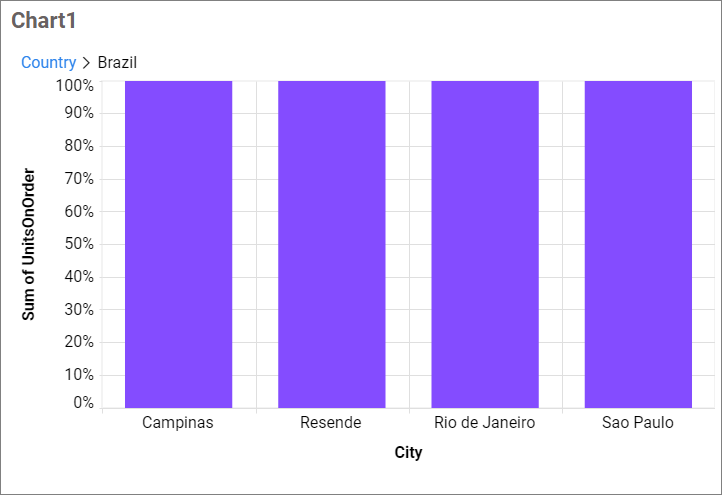 Chart1
Country > Brazil
100%
90%
80%
70%
60%
50%
40%
30%
20%
10%
0%
Sum of UnitsOnOrder
Campinas Resende Rio de Janeiro Sao Paulo
City